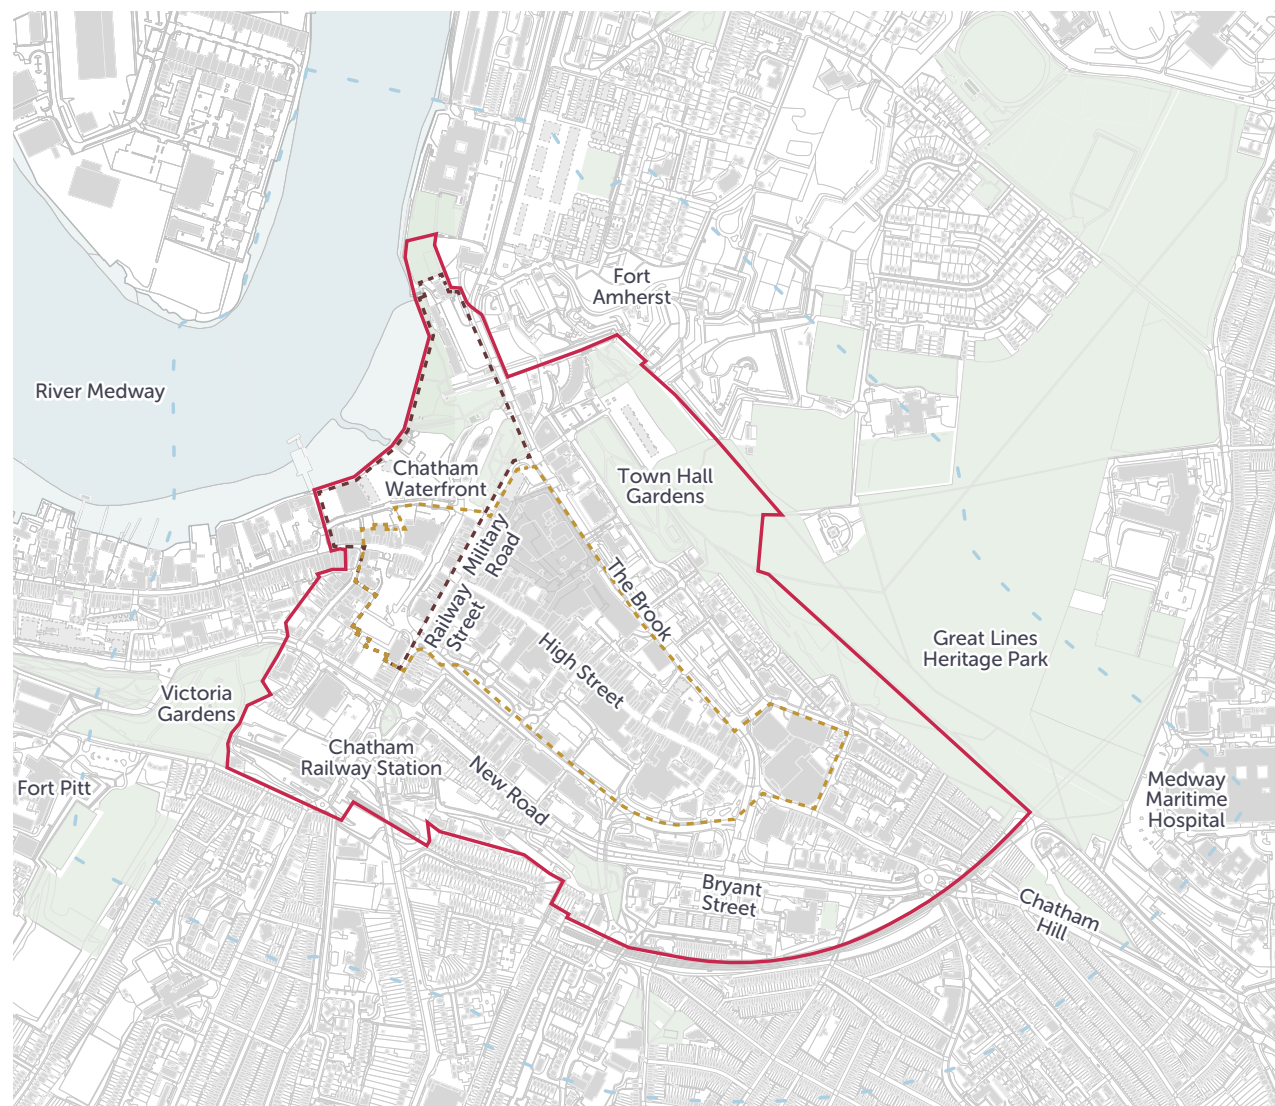 Fort
Amherst
River Medway
Chatham
Waterfront
Town Hall
Gardens
Military
Road
Railway
Street
The Brook
High Street
Great Lines
Heritage Park
Victoria
Gardens
Chatham
Railway Station
New Road
Fort Pitt
Medway
Maritime
Hospital
Bryant
Street
Chatham
Hill